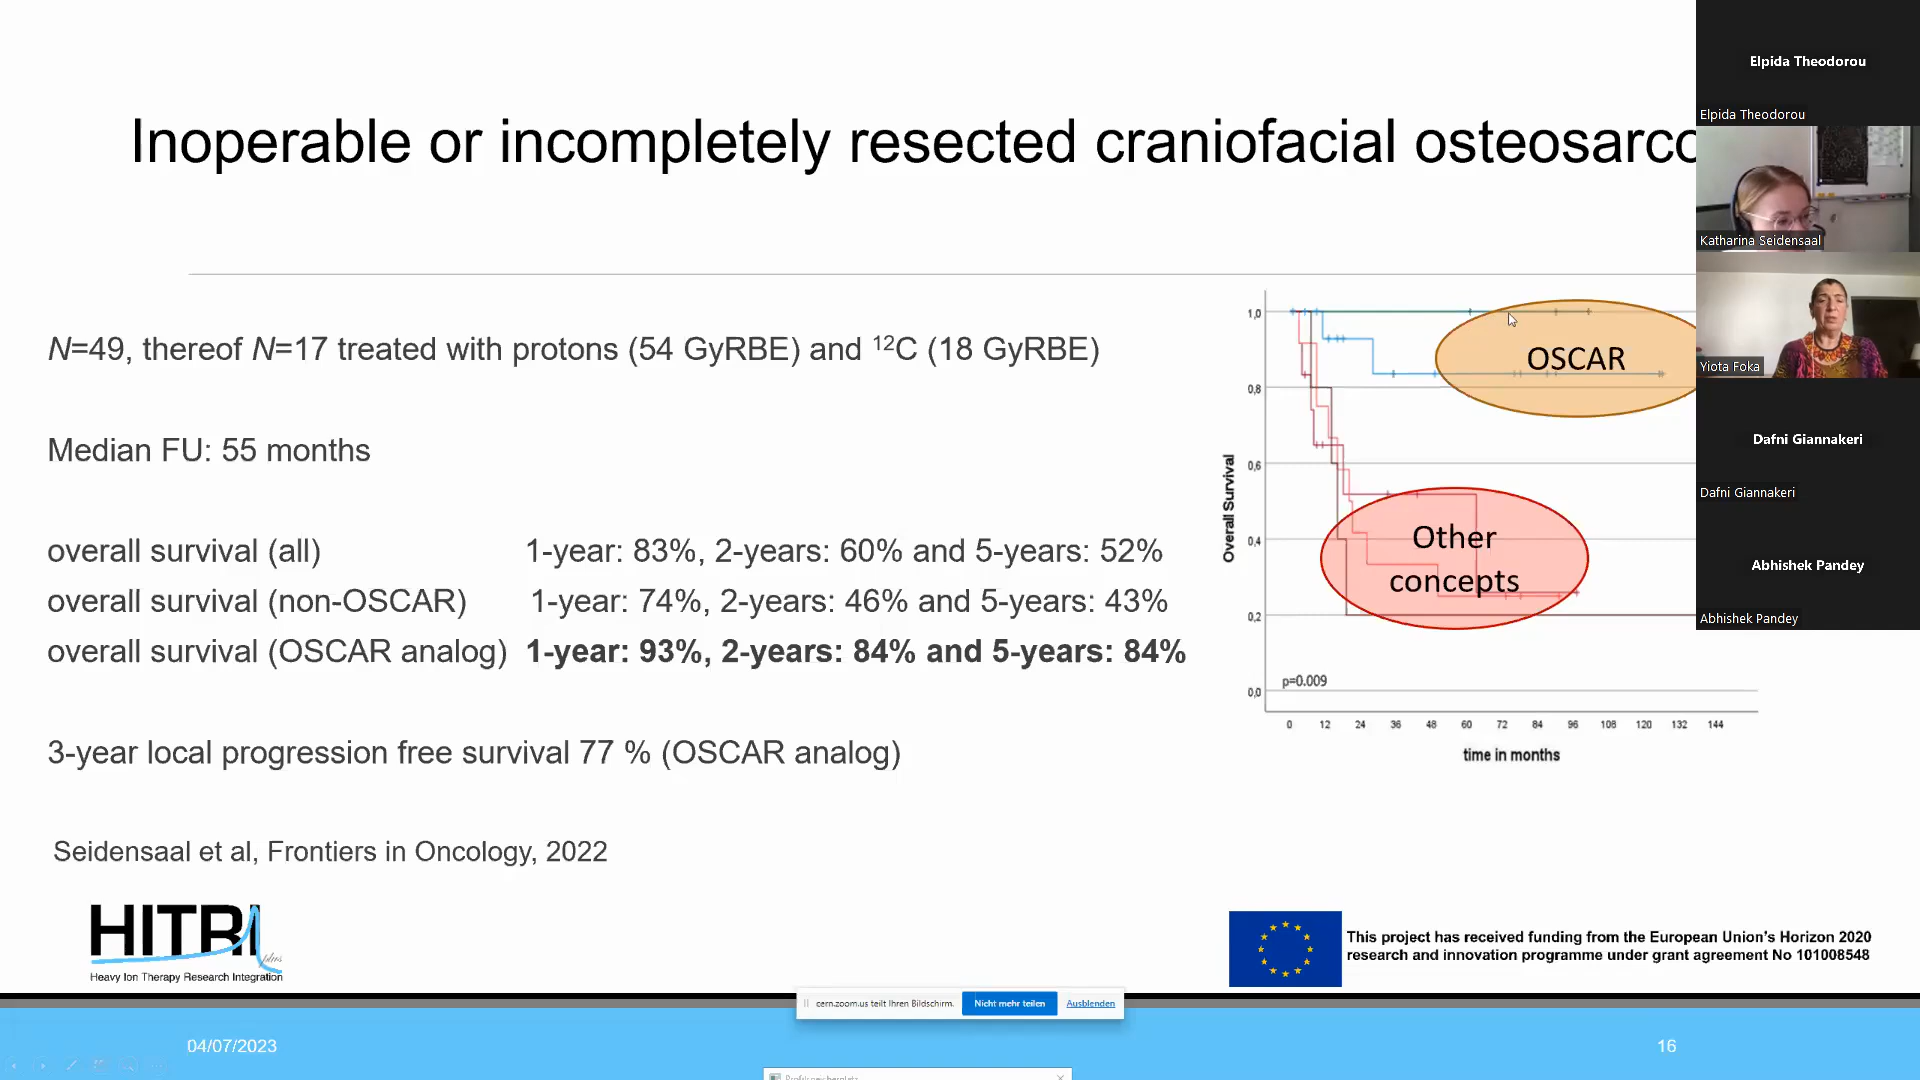 Inoperable or incompletely resected craniofacial osteosarco
Elpida Theodorou
Elpida Theodorou
Katharina Seidensaal
Yiota Foka
Dafni Giannakeri
Dafni Giannakeri
Abhishek Pandey
Abhishek Pandey
N=49, thereof N=17 treated with protons (54 GyRBE) and 12C (18 GyRBE)
Median FU: 55 months
overall survival (all) 1-year: 83%, 2-years: 60% and 5-years: 52%
overall survival (non-OSCAR) 1-year: 74%, 2-years: 46% and 5-years: 43%
overall survival (OSCAR analog) 1-year: 93%, 2-years: 84% and 5-years: 84%
3-year local progression free survival 77 % (OSCAR analog)
Seidensaal et al, Frontiers in Oncology, 2022
Overall Survival
1,0
0,8
0,6
0,4
0,2
0,0
OSCAR
Other
concepts
p=0.009
0 12 24 36 48 60 72 84 96 108 120 132 144
time in months
HITRI
plus
Heavy Ion Therapy Research Integration
This project has received funding from the European Union's Horizon 2020
research and innovation programme under grant agreement No 101008548
cern.zoom.us teilt Ihren Bildschirm. Nicht mehr teilen Ausblenden
04/07/2023
16